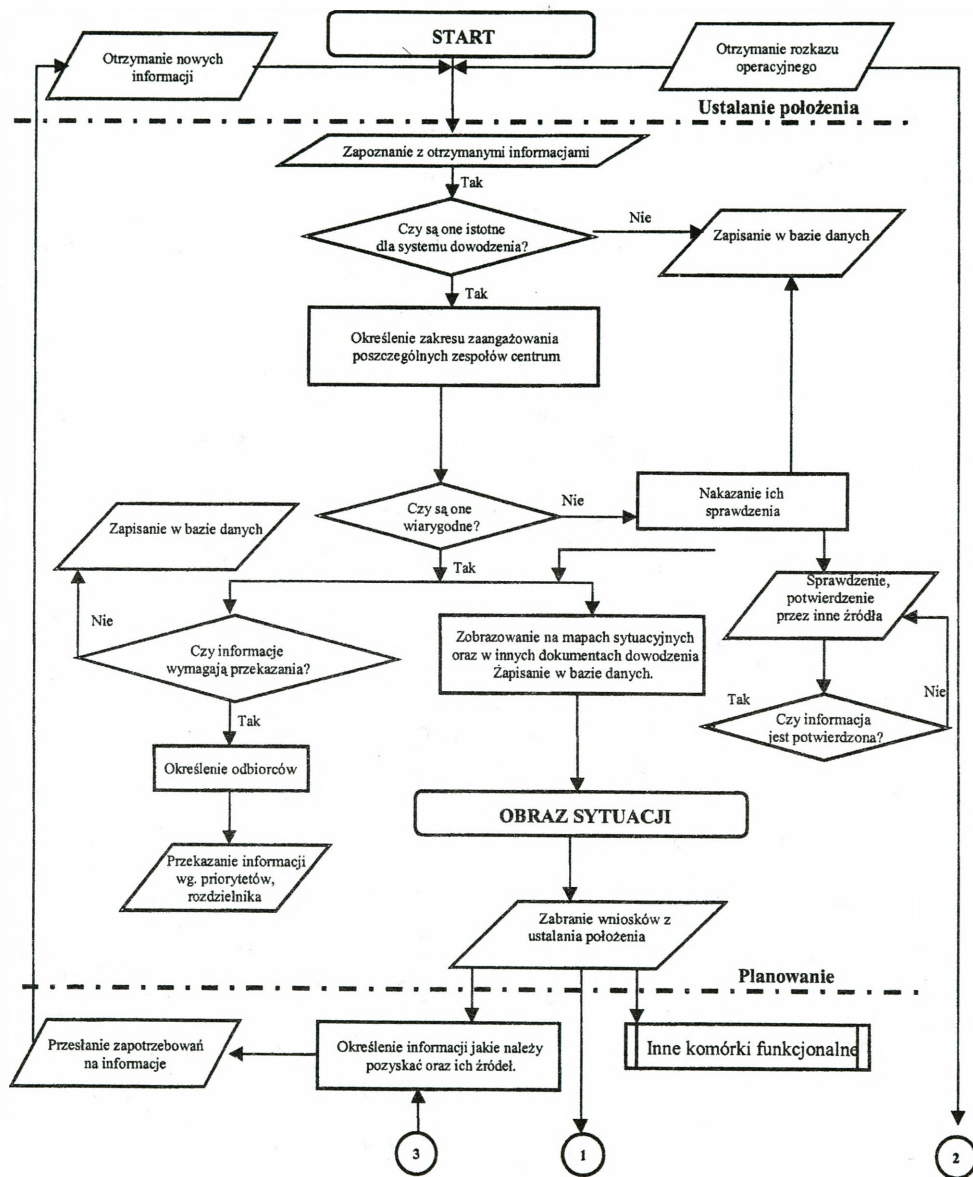 START
Otrzymanie nowych
informacji
Otrzymanie rozkazu
operacyjnego
Ustalanie położenia
Zapoznanie z otrzymanymi informacjami
Tak
Czy są one istotne
dla systemu dowodzenia?
Nie
Zapisanie w bazie danych
Tak
Określenie zakresu zaangażowania
poszczególnych zespołów centrum
Czy są one
wiarygodne?
Nie
Nakazanie ich
sprawdzenia
Zapisanie w bazie danych
Tak
Sprawdzenie,
potwierdzenie
przez inne źródła
Nie
Czy informacje
wymagają przekazania?
Zobrazowanie na mapach sytuacyjnych
oraz w innych dokumentach dowodzenia
Zapisanie w bazie danych.
Tak
Nie
Czy informacja
jest potwierdzona?
Tak
Określenie odbiorców
OBRAZ SYTUACJI
Przekazanie informacji
wg. priorytetów,
rozdzielnika
Zabranie wniosków z
ustalania położenia
Planowanie
Przesłanie zapotrzebowań
na informacje
Określenie informacji jakie należy
pozyskać oraz ich źródeł.
Inne komórki funkcjonalne
3
1
2